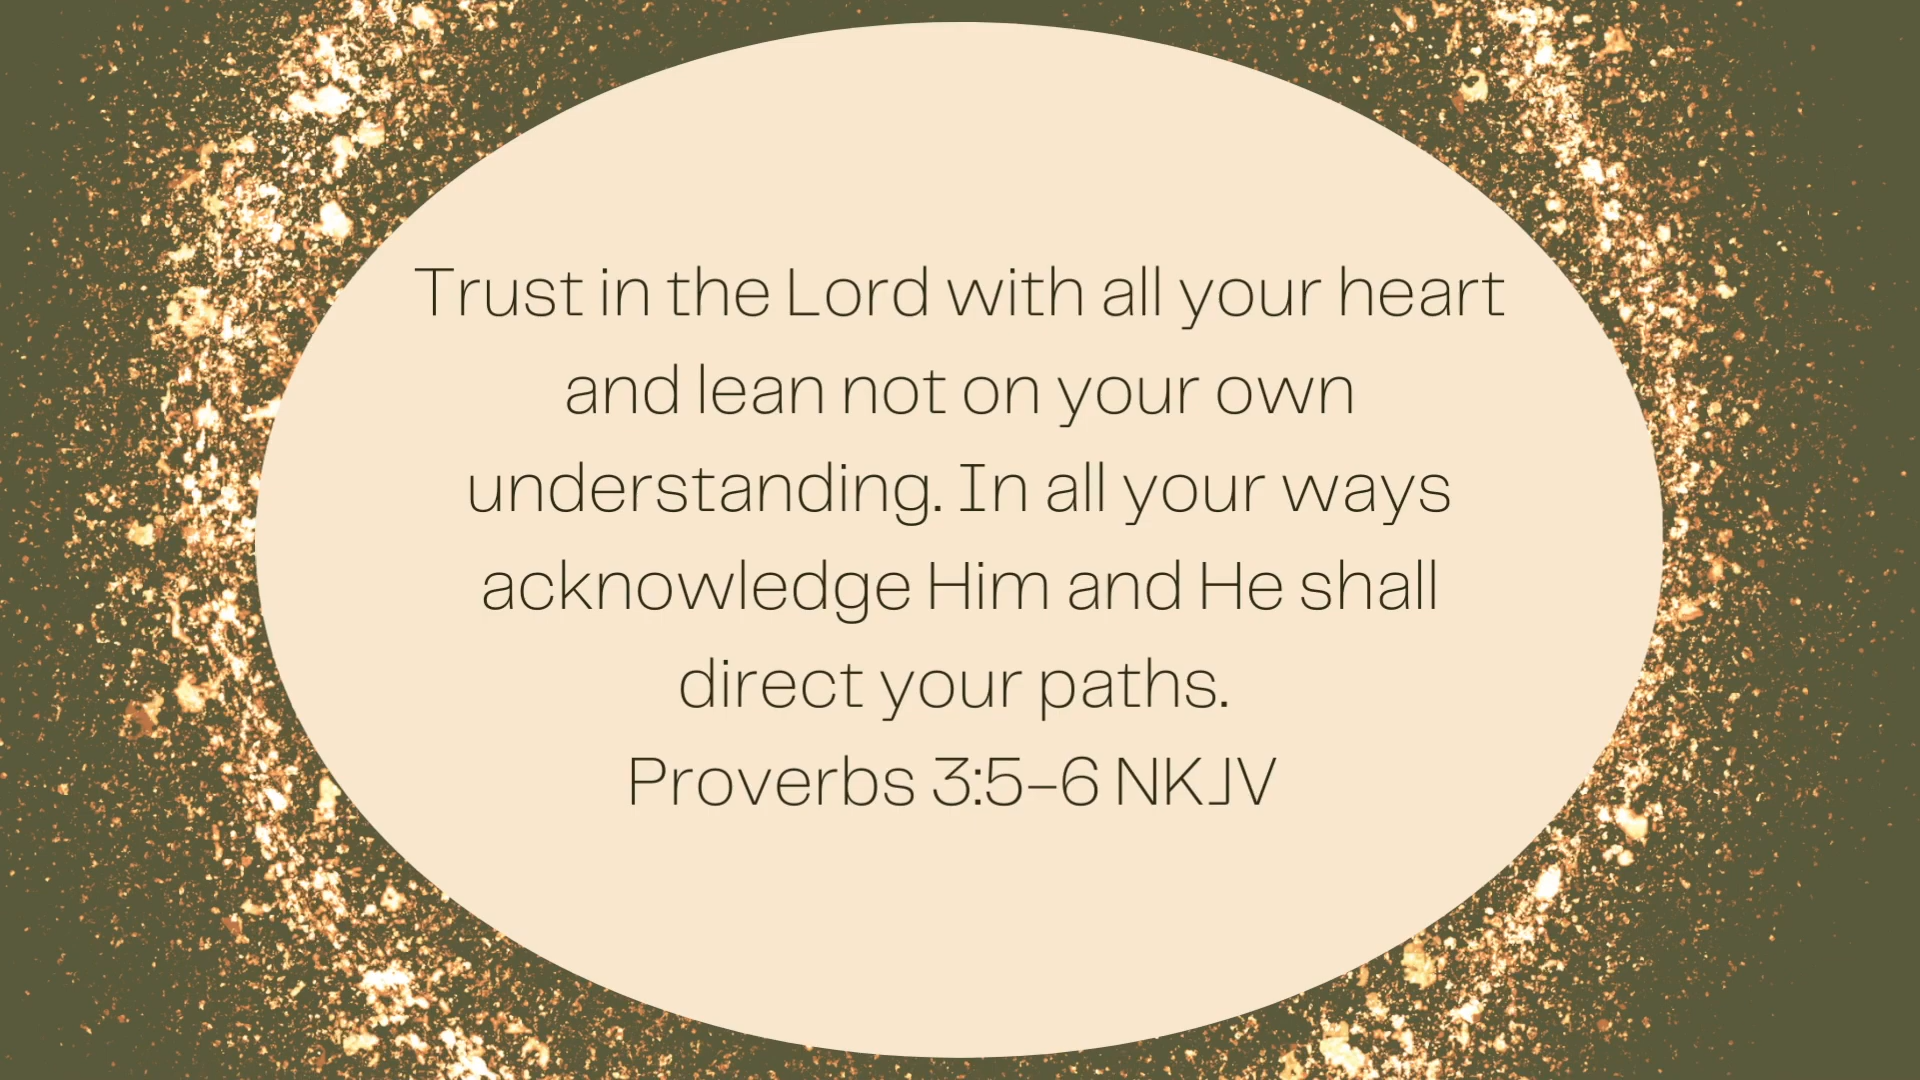 Trust in the Lord with all your heart
and lean not on your own
understanding. In all your ways
acknowledge Him and He shall
direct your paths.
Proverbs 3:5–6 NKJV